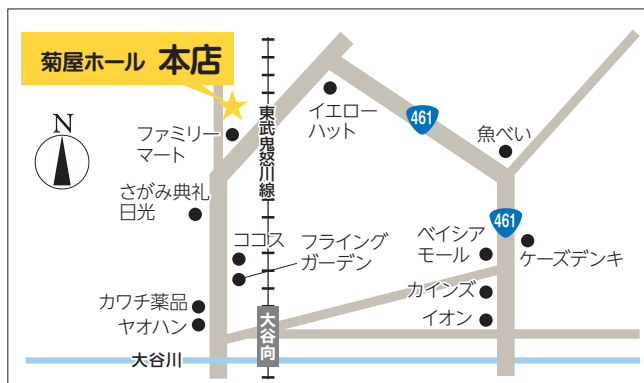 菊屋ホール 本店
N
ファミリー
マート
さがみ典礼
日光
東武鬼怒川線
イエロー
ハット
461
魚べい
461
ベイシア
モール
ケーズデンキ
ココス
フライング
ガーデン
カインズ
イオン
カワチ薬品
ヤオハン
大谷向
大谷川